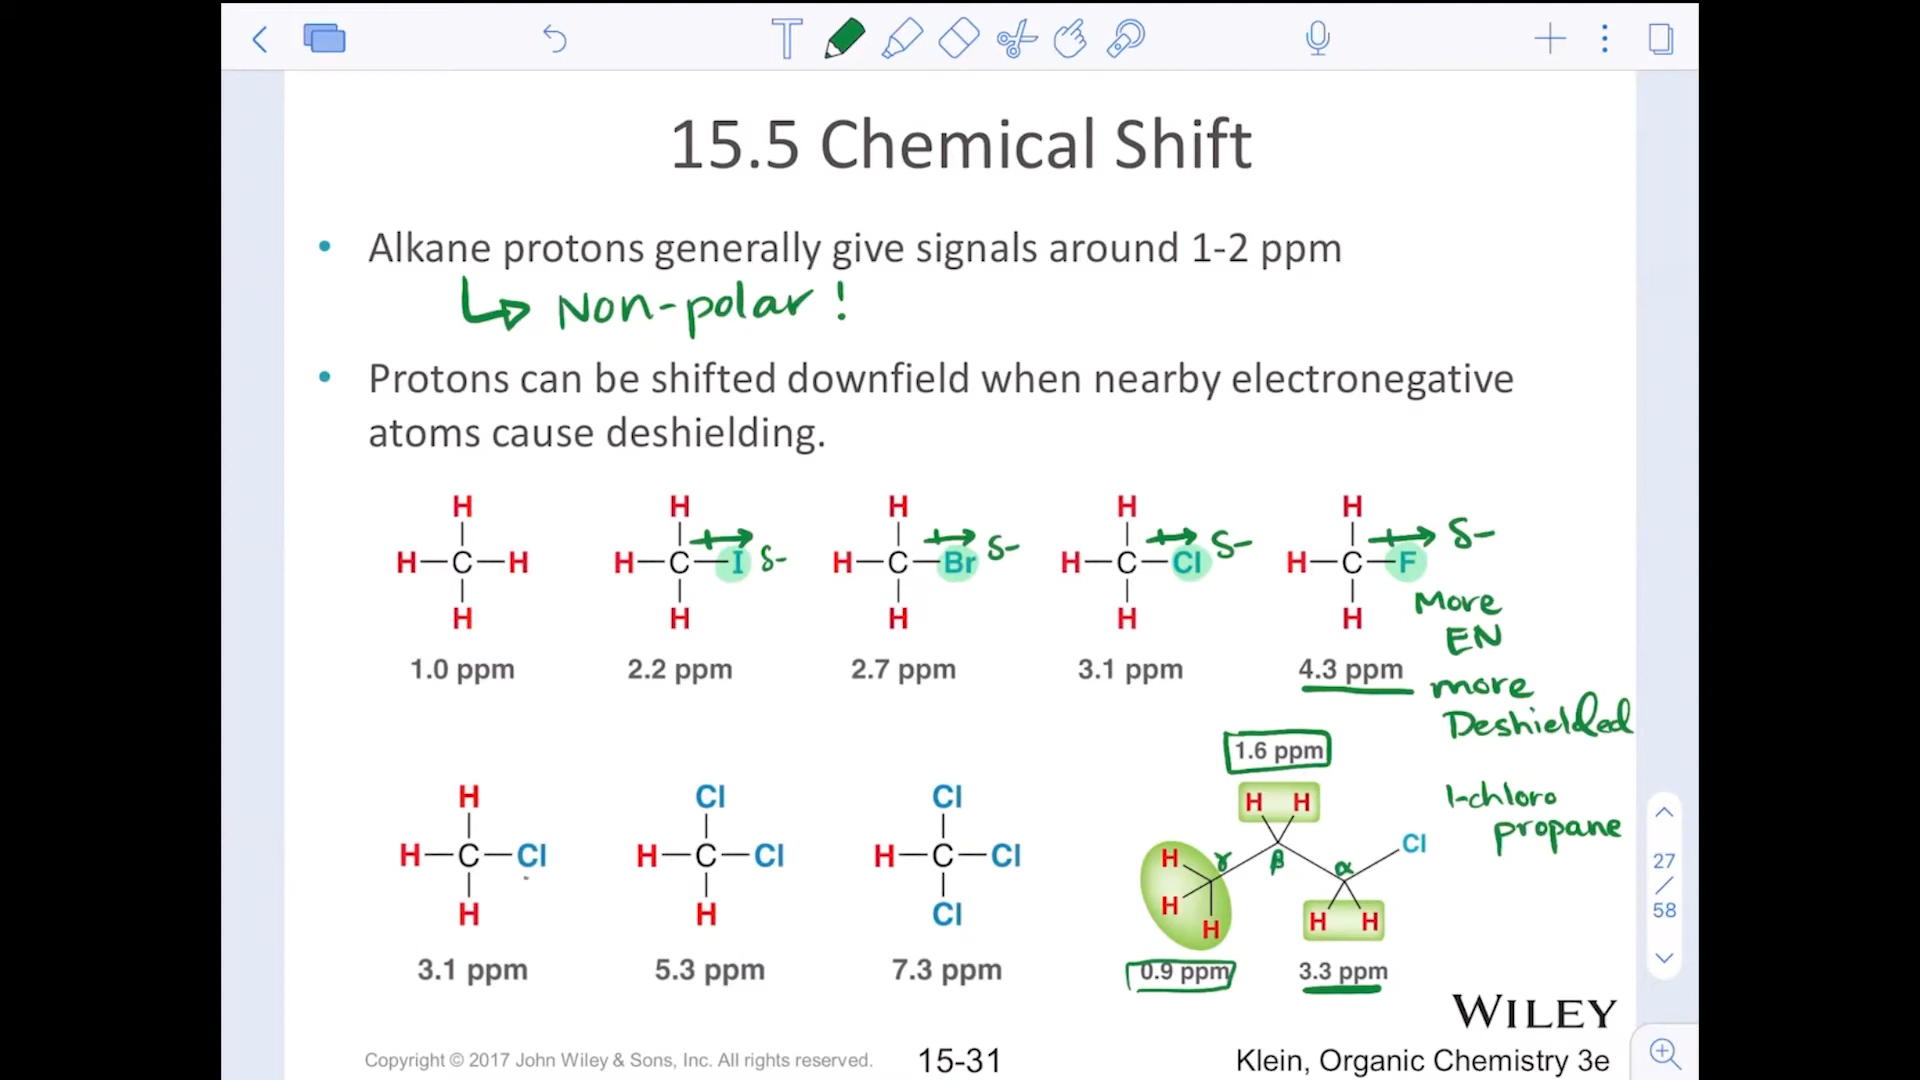 15.5 Chemical Shift
• Alkane protons generally give signals around 1-2 ppm
Non-polar!
• Protons can be shifted downfield when nearby electronegative
atoms cause deshielding.
H H H H H
H C H H C I δ- H C Br δ- H C Cl δ- H C F δ-
H H H H H
More
EN
1.0 ppm 2.2 ppm 2.7 ppm 3.1 ppm 4.3 ppm
more
Deshielded
1.6 ppm
H Cl Cl H H
1-chloro
propane
H C Cl H C Cl H C Cl H γ β α Cl
H H Cl H H H H
3.1 ppm 5.3 ppm 7.3 ppm 0.9 ppm 3.3 ppm
27
58
WILEY
Copyright © 2017 John Wiley & Sons, Inc. All rights reserved.
15-31
Klein, Organic Chemistry 3e